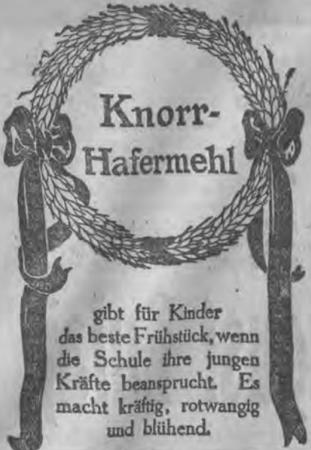 Knorr-
Hafermehl
gibt für Kinder
das beste Frühstück, wenn
die Schule ihre jungen
Kräfte beansprucht. Es
macht kräftig, rotwangig
und blühend.